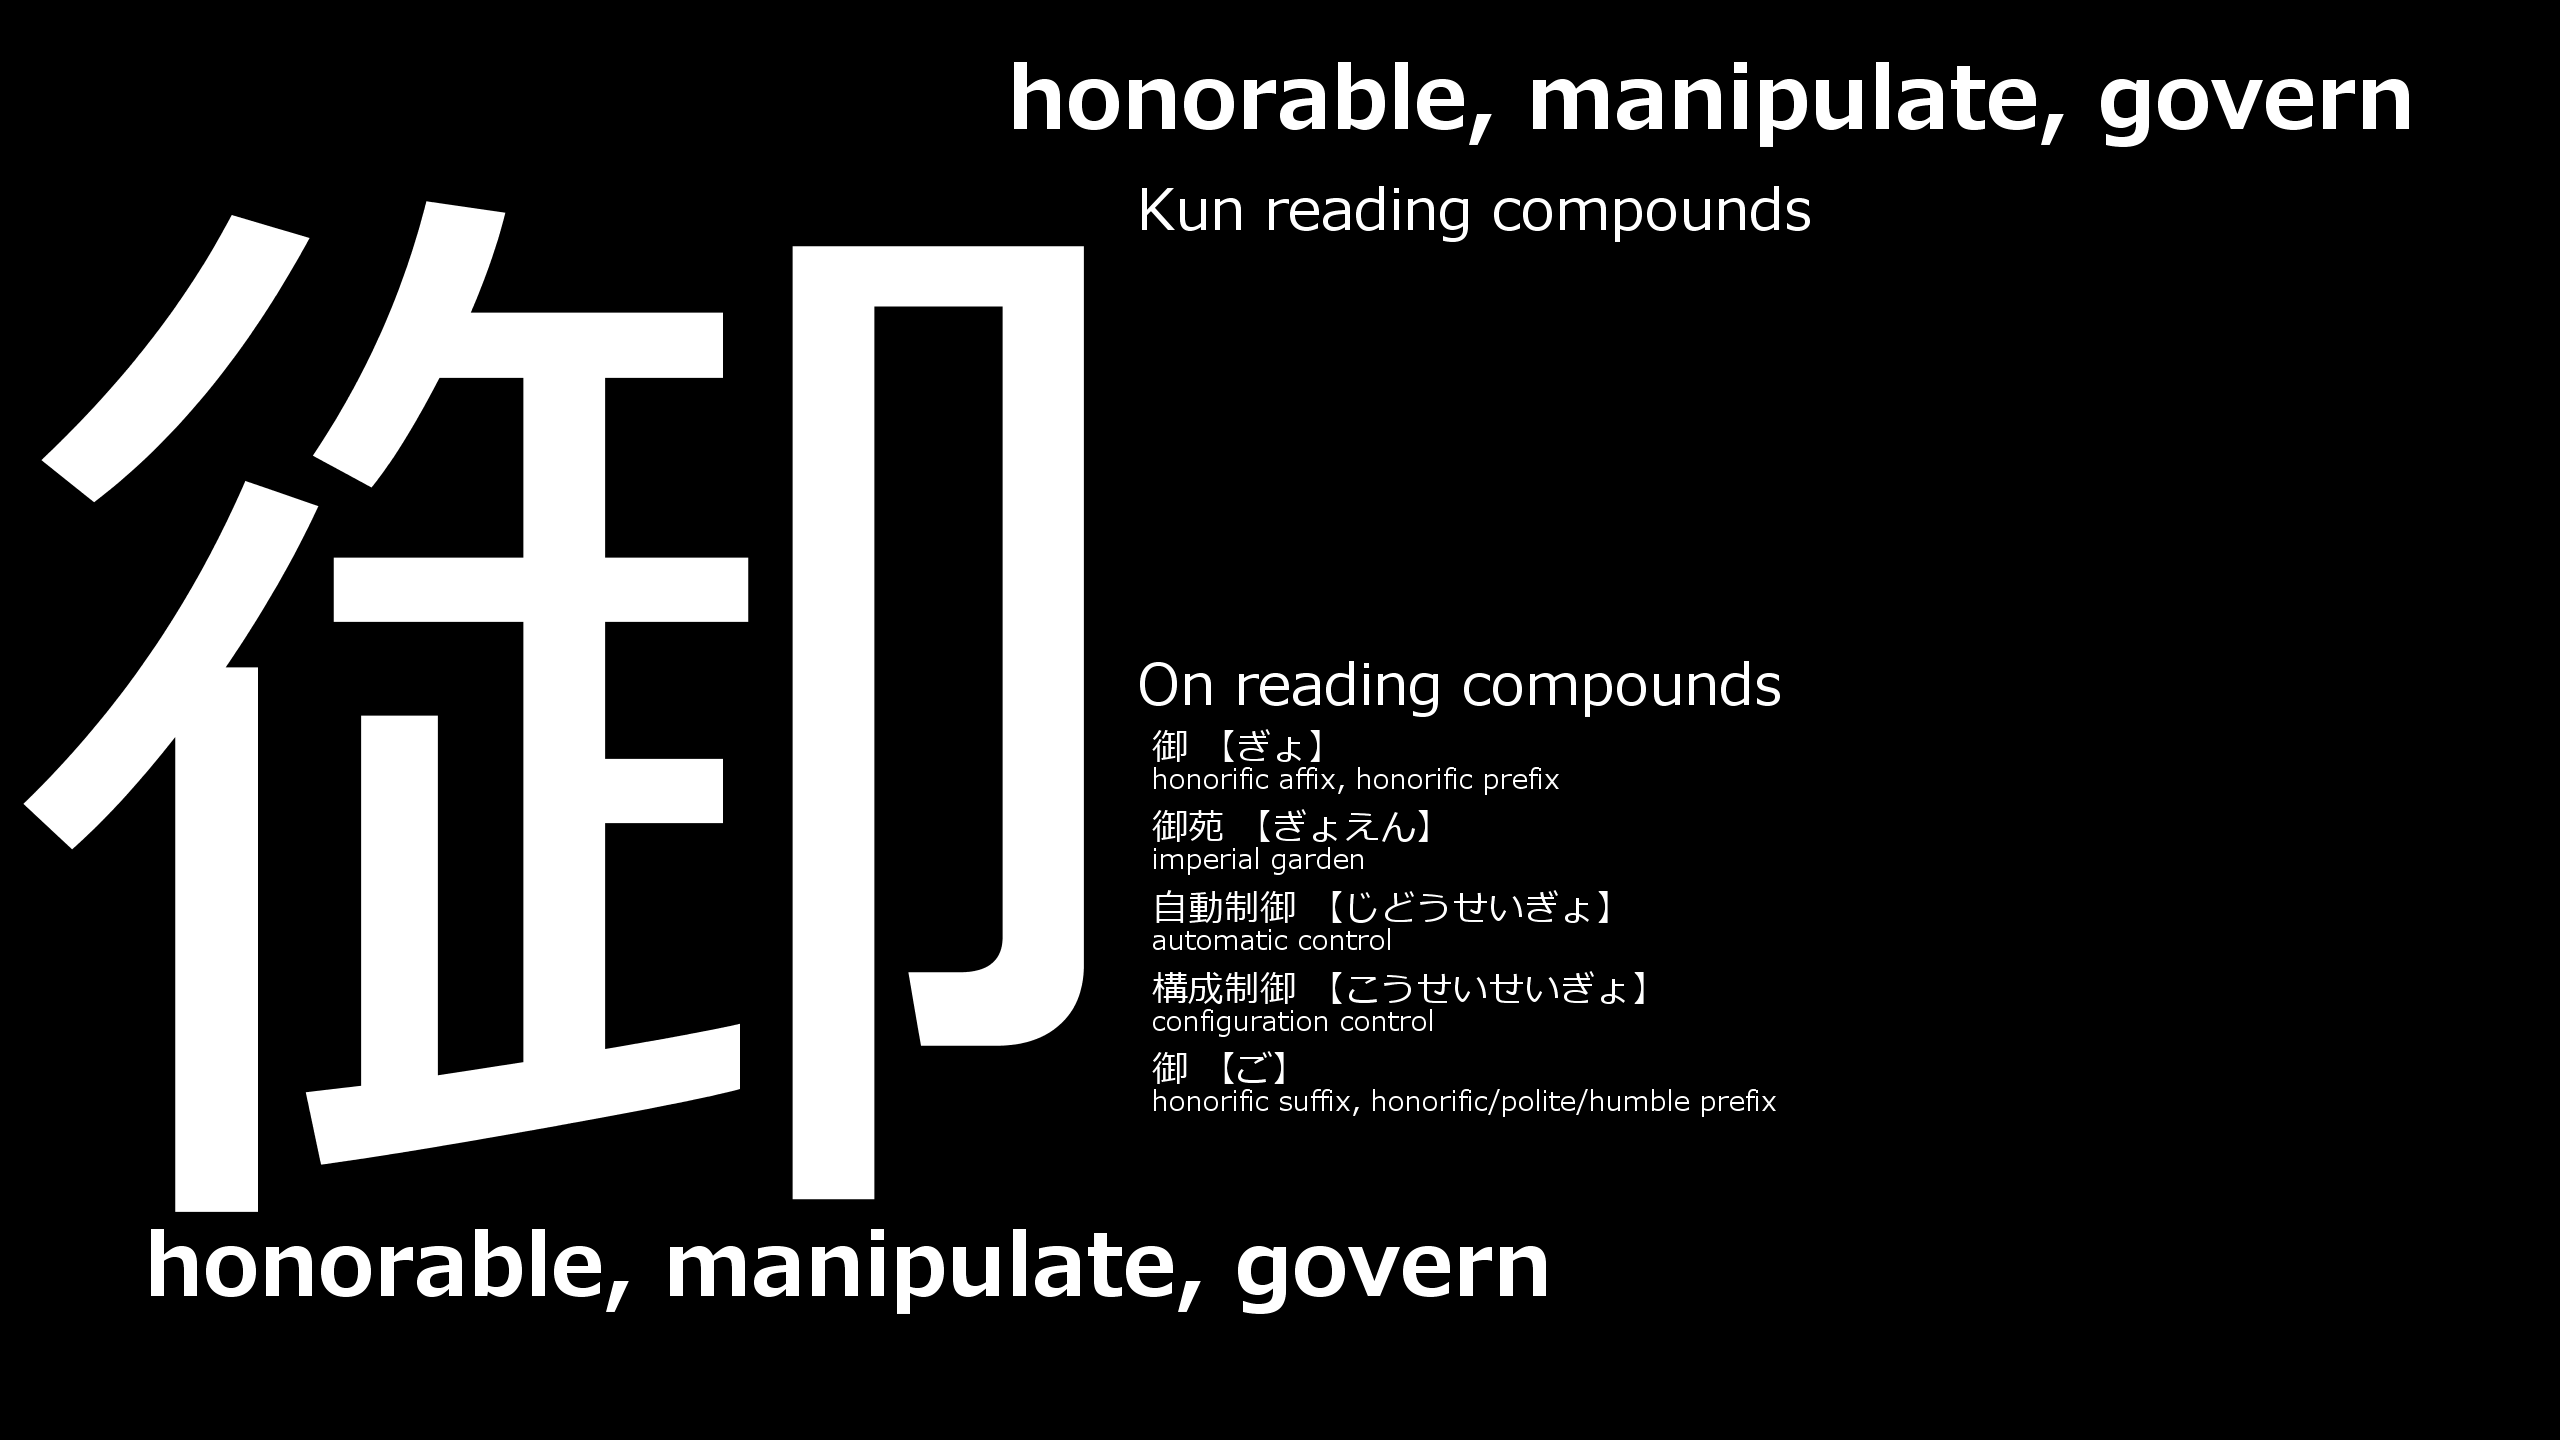 honorable, manipulate, govern
Kun reading compounds
御
On reading compounds
御 【ぎょ】
honorific affix, honorific prefix
御苑 【ぎょえん】
imperial garden
自動制御 【じどうせいぎょ】
automatic control
構成制御 【こうせいせいぎょ】
configuration control
御 【ご】
honorific suffix, honorific/polite/humble prefix
honorable, manipulate, govern